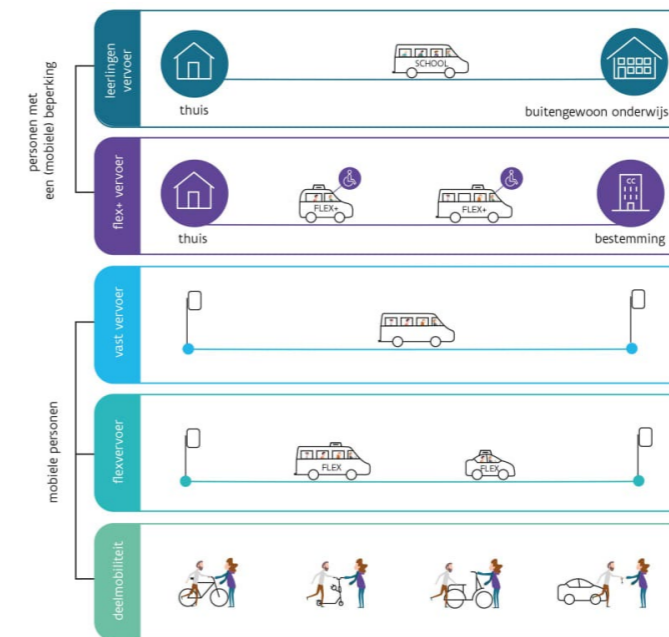 personen met
een (mobiele) beperking
leerlingen
vervoer
SCHOOL
thuis
buitengewoon onderwijs
flex+ vervoer
FLEX+
FLEX+
CC
thuis
bestemming
mobiele personen
vast vervoer
flexvervoer
FLEX
FLEX
deelmobiliteit